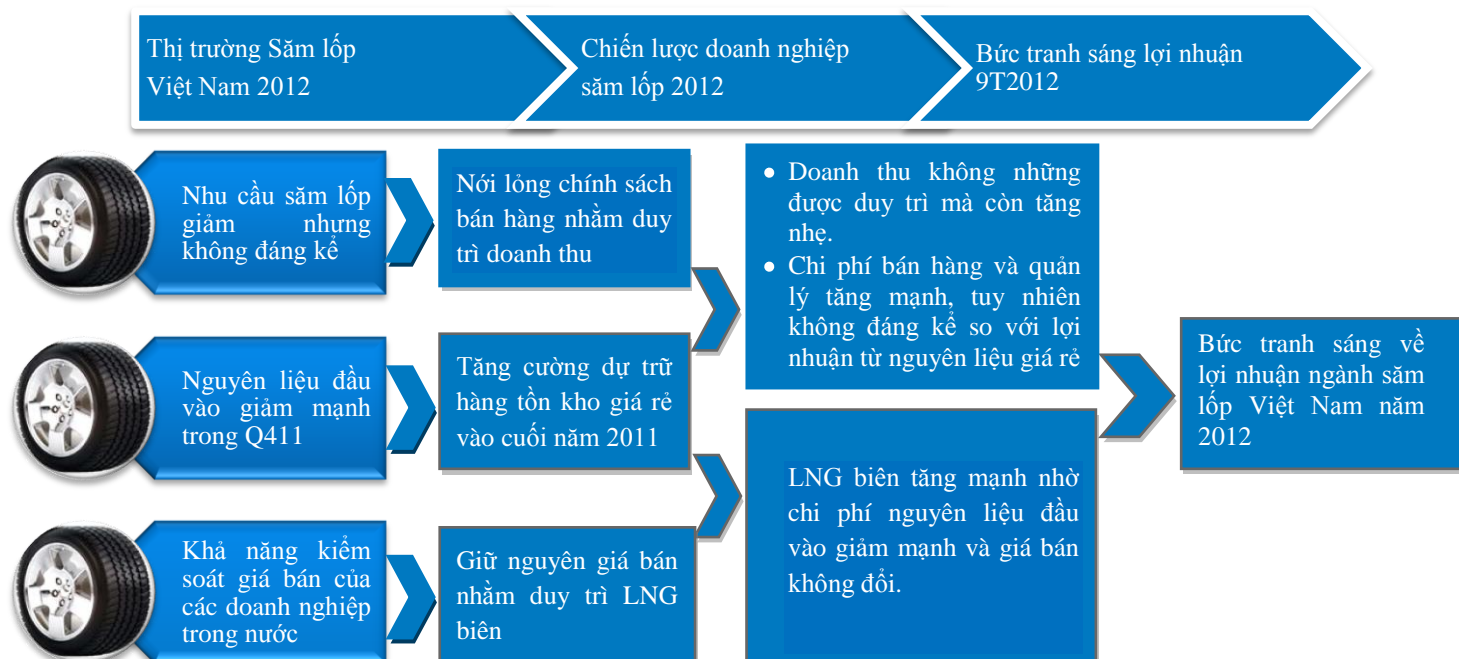 Thị trường Săm lốp
Việt Nam 2012
Chiến lược doanh nghiệp
săm lốp 2012
Bức tranh sáng lợi nhuận
9T2012
Nhu cầu săm lốp
giảm nhưng
không đáng kể
Nới lỏng chính sách
bán hàng nhằm duy
trì doanh thu
• Doanh thu không những
được duy trì mà còn tăng
nhẹ.
• Chi phí bán hàng và quản
lý tăng mạnh, tuy nhiên
không đáng kể so với lợi
nhuận từ nguyên liệu giá rẻ
Nguyên liệu đầu
vào giảm mạnh
trong Q411
Tăng cường dự trữ
hàng tồn kho giá rẻ
vào cuối năm 2011
Bức tranh sáng về
lợi nhuận ngành săm
lốp Việt Nam năm
2012
Khả năng kiểm
soát giá bán của
các doanh nghiệp
trong nước
Giữ nguyên giá bán
nhằm duy trì LNG
biên
LNG biên tăng mạnh nhờ
chi phí nguyên liệu đầu
vào giảm mạnh và giá bán
không đổi.